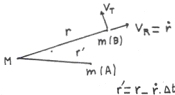 V_T
m(B)
V_R = ṙ
r
r'
M
m(A)
r' = r - ṙ. Δt